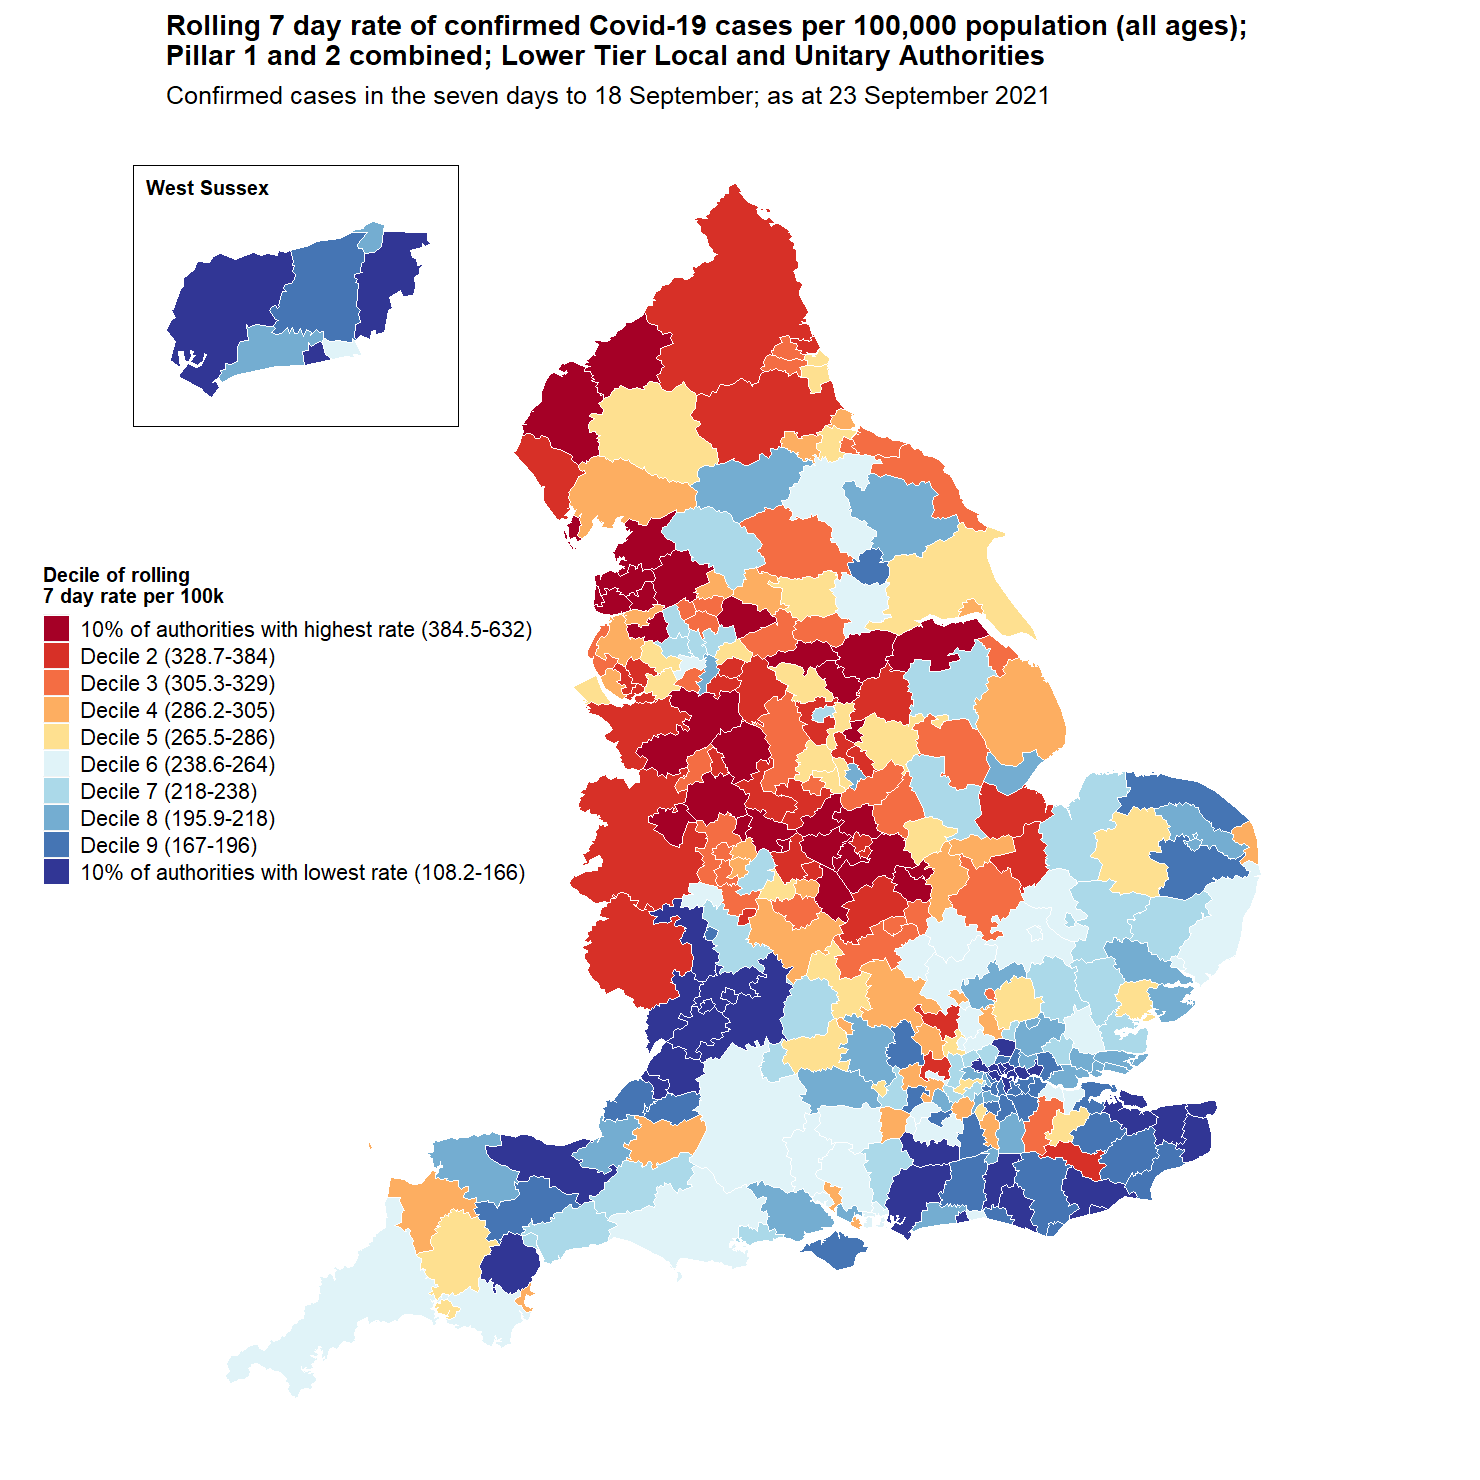 Rolling 7 day rate of confirmed Covid-19 cases per 100,000 population (all ages);
Pillar 1 and 2 combined; Lower Tier Local and Unitary Authorities
Confirmed cases in the seven days to 18 September; as at 23 September 2021
West Sussex
Decile of rolling
7 day rate per 100k
10% of authorities with highest rate (384.5-632)
Decile 2 (328.7-384)
Decile 3 (305.3-329)
Decile 4 (286.2-305)
Decile 5 (265.5-286)
Decile 6 (238.6-264)
Decile 7 (218-238)
Decile 8 (195.9-218)
Decile 9 (167-196)
10% of authorities with lowest rate (108.2-166)